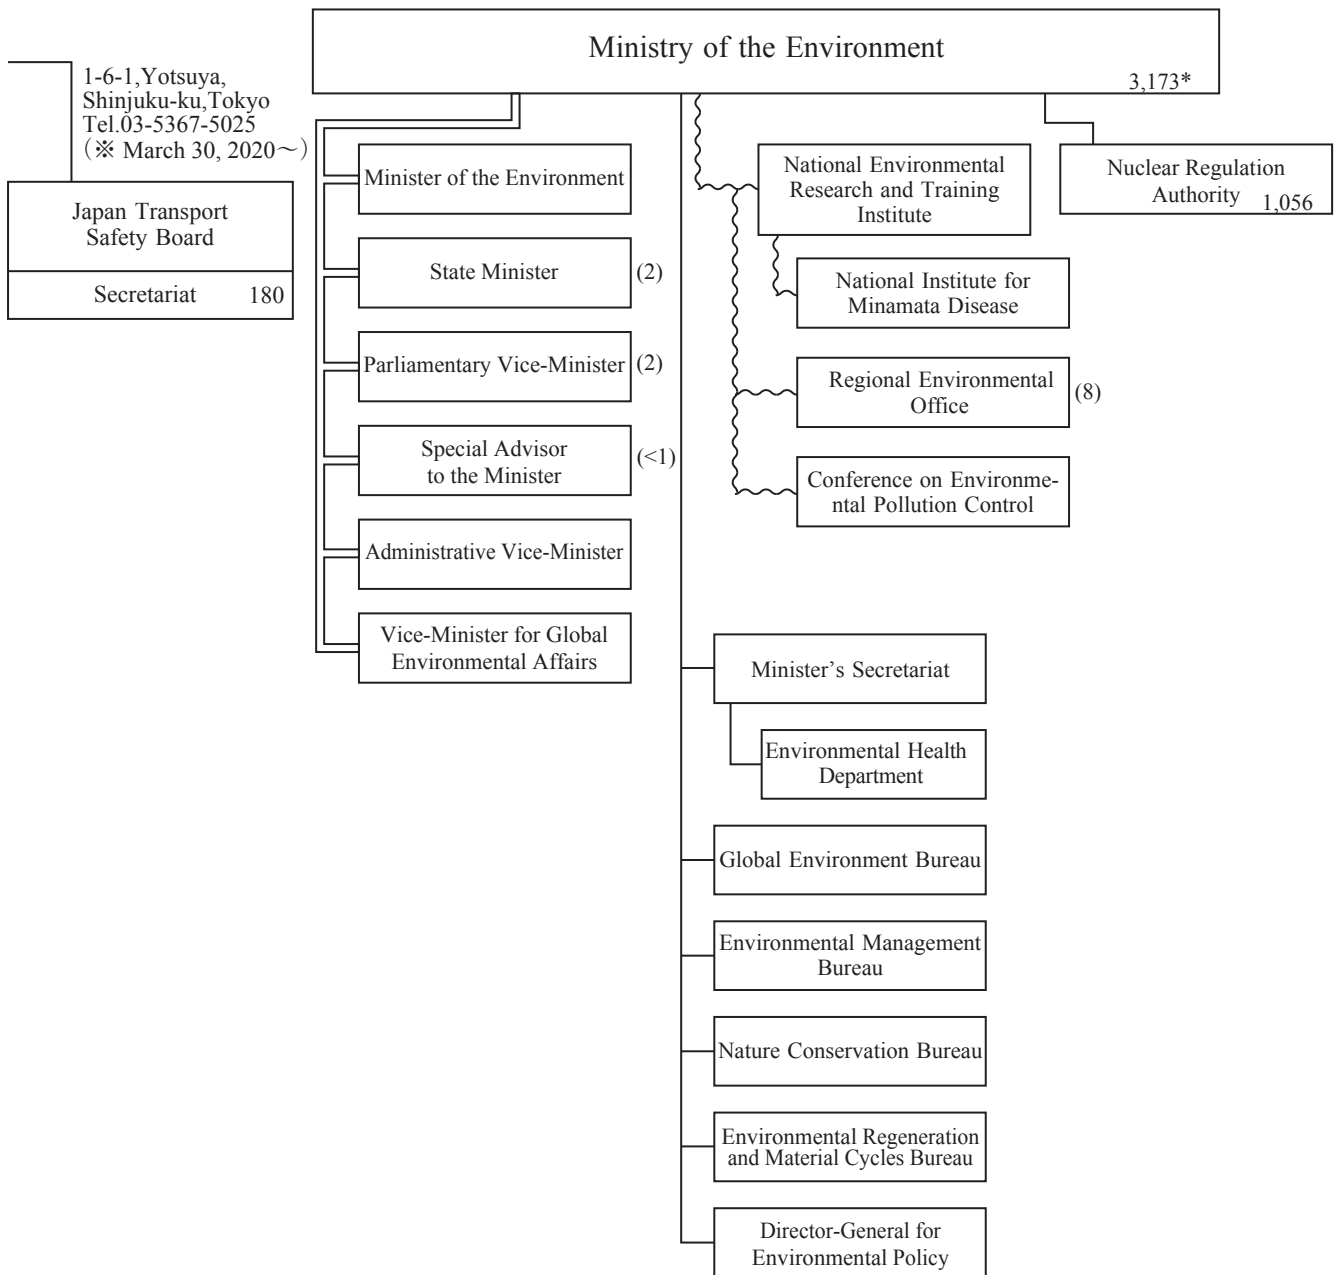 Ministry of the Environment
3,173*
1-6-1,Yotsuya,
Shinjuku-ku,Tokyo
Tel.03-5367-5025
(※ March 30, 2020～)
Japan Transport
Safety Board
Secretariat 180
Minister of the Environment
State Minister (2)
Parliamentary Vice-Minister (2)
Special Advisor
to the Minister
(<1)
Administrative Vice-Minister
Vice-Minister for Global
Environmental Affairs
National Environmental
Research and Training
Institute
National Institute for
Minamata Disease
Regional Environmental
Office
(8)
Conference on Environme-
ntal Pollution Control
Nuclear Regulation
Authority 1,056
Minister’s Secretariat
Environmental Health
Department
Global Environment Bureau
Environmental Management
Bureau
Nature Conservation Bureau
Environmental Regeneration
and Material Cycles Bureau
Director-General for
Environmental Policy